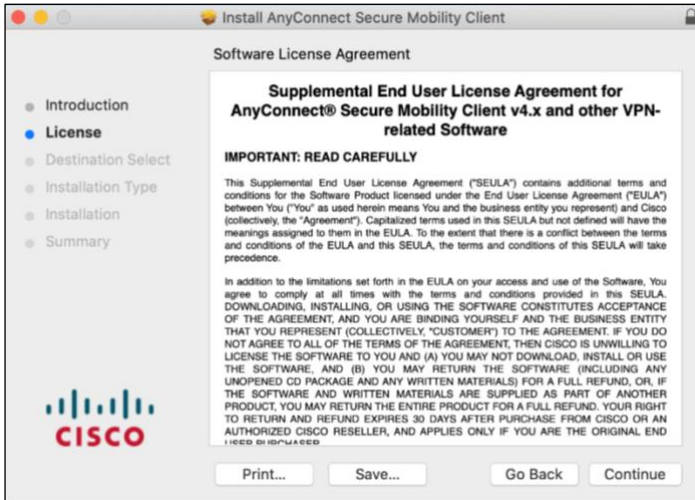 Install AnyConnect Secure Mobility Client
Software License Agreement
Introduction
License
Destination Select
Installation Type
Installation
Summary
Supplemental End User License Agreement for
AnyConnect® Secure Mobility Client v4.x and other VPN-
related Software
IMPORTANT: READ CAREFULLY
This Supplemental End User License Agreement ("SEULA") contains additional terms and
conditions for the Software Product licensed under the End User License Agreement ("EULA")
between You ("You" as used herein means You and the business entity you represent) and Cisco
(collectively, the "Agreement"). Capitalized terms used in this SEULA but not defined will have the
meanings assigned to them in the EULA. To the extent that there is a conflict between the terms
and conditions of the EULA and this SEULA, the terms and conditions of this SEULA will take
precedence.
In addition to the limitations set forth in the EULA on your access and use of the Software, You
agree to comply at all times with the terms and conditions provided in this SEULA.
DOWNLOADING, INSTALLING, OR USING THE SOFTWARE CONSTITUTES ACCEPTANCE
OF THE AGREEMENT, AND YOU ARE BINDING YOURSELF AND THE BUSINESS ENTITY
THAT YOU REPRESENT (COLLECTIVELY, "CUSTOMER") TO THE AGREEMENT. IF YOU DO
NOT AGREE TO ALL OF THE TERMS OF THE AGREEMENT, THEN CISCO IS UNWILLING TO
LICENSE THE SOFTWARE TO YOU AND (A) YOU MAY NOT DOWNLOAD, INSTALL OR USE
THE SOFTWARE, AND (B) YOU MAY RETURN THE SOFTWARE (INCLUDING ANY
UNOPENED CD PACKAGE AND ANY WRITTEN MATERIALS) FOR A FULL REFUND, OR, IF
THE SOFTWARE AND WRITTEN MATERIALS ARE SUPPLIED AS PART OF ANOTHER
PRODUCT, YOU MAY RETURN THE ENTIRE PRODUCT FOR A FULL REFUND. YOUR RIGHT
TO RETURN AND REFUND EXPIRES 30 DAYS AFTER PURCHASE FROM CISCO OR AN
AUTHORIZED CISCO RESELLER, AND APPLIES ONLY IF YOU ARE THE ORIGINAL END
USER PURCHASER
CISCO
Print...
Save...
Go Back
Continue